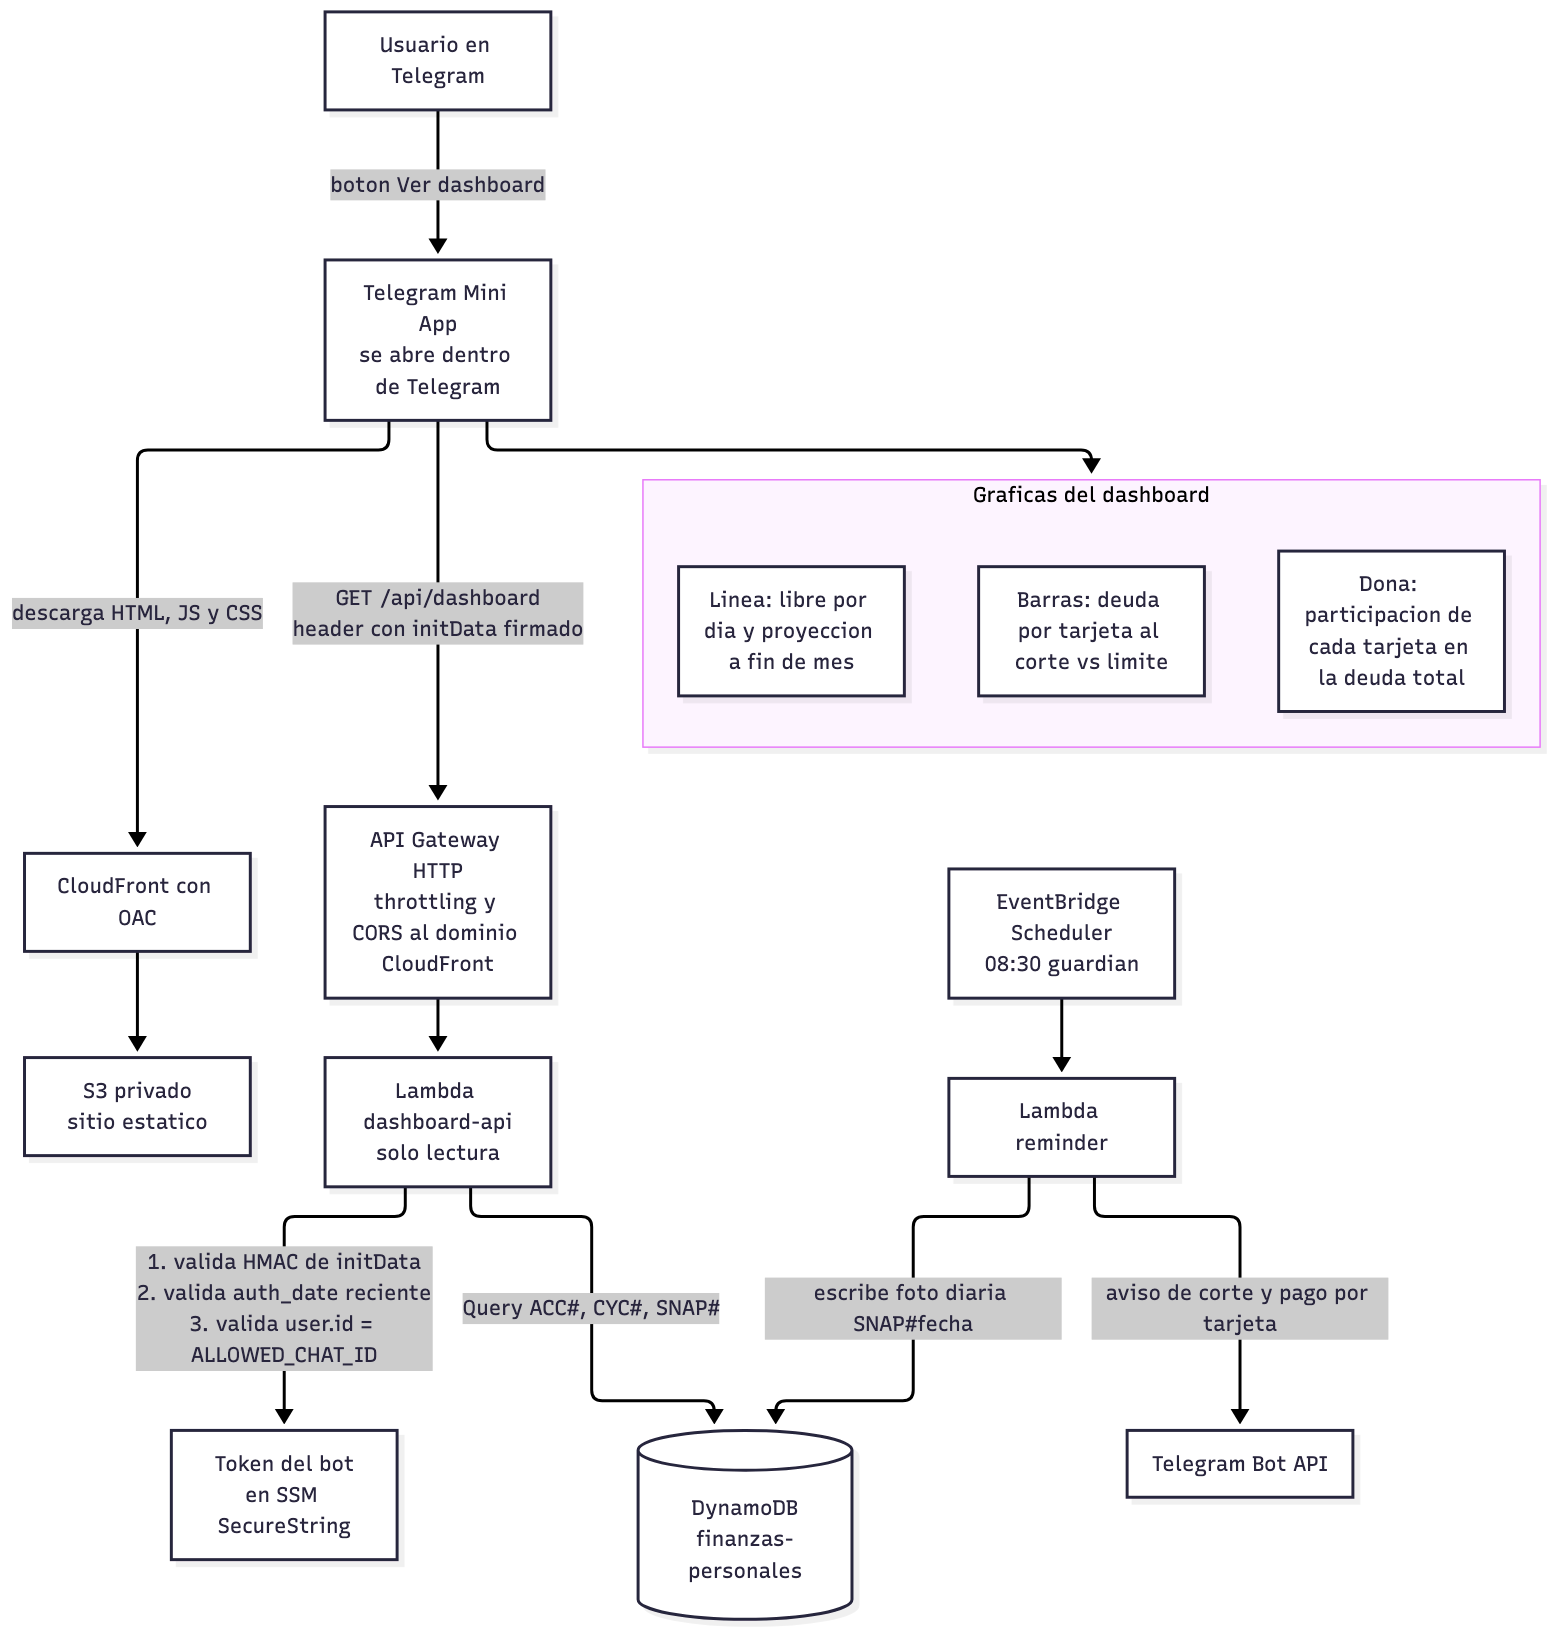 Usuario en
Telegram
boton Ver dashboard
Telegram Mini
App
se abre dentro
de Telegram
descarga HTML, JS y CSS
GET /api/dashboard
header con initData firmado
Graficas del dashboard
Linea: libre por
dia y proyeccion
a fin de mes
Barras: deuda
por tarjeta al
corte vs limite
Dona:
participacion de
cada tarjeta en
la deuda total
CloudFront con
OAC
API Gateway
HTTP
throttling y
CORS al dominio
CloudFront
EventBridge
Scheduler
08:30 guardian
S3 privado
sitio estatico
Lambda
dashboard-api
solo lectura
Lambda
reminder
1. valida HMAC de initData
2. valida auth_date reciente
3. valida user.id =
ALLOWED_CHAT_ID
Query ACC#, CYC#, SNAP#
escribe foto diaria
SNAP#fecha
aviso de corte y pago por
tarjeta
Token del bot
en SSM
SecureString
DynamoDB
finanzas-
personales
Telegram Bot API